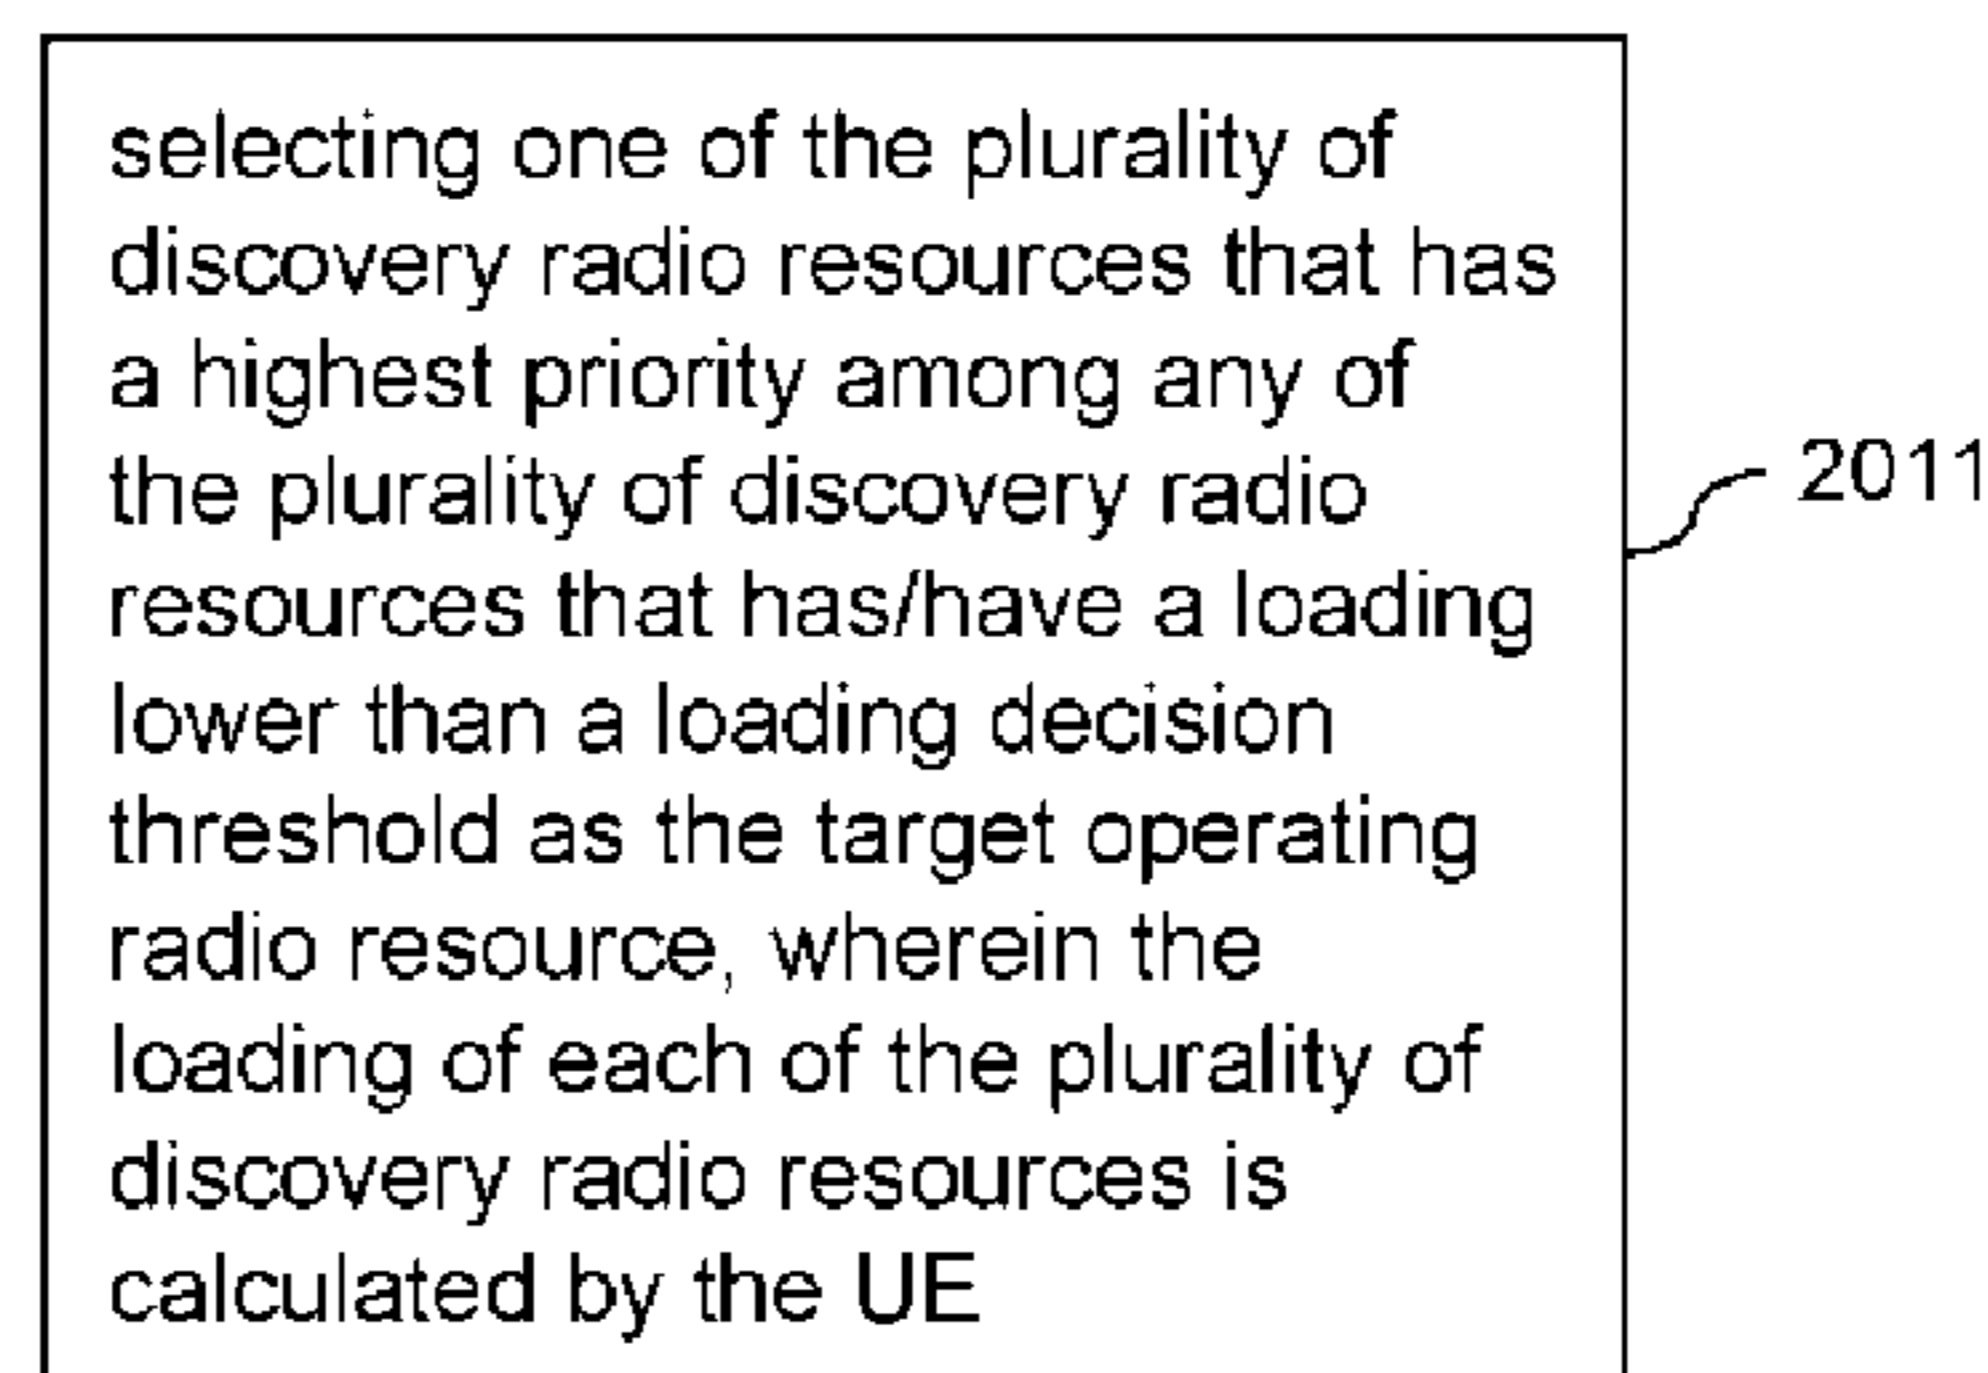 selecting one of the plurality of
discovery radio resources that has
a highest priority among any of
the plurality of discovery radio
resources that has/have a loading
lower than a loading decision
threshold as the target operating
radio resource, wherein the
loading of each of the plurality of
discovery radio resources is
calculated by the UE
2011